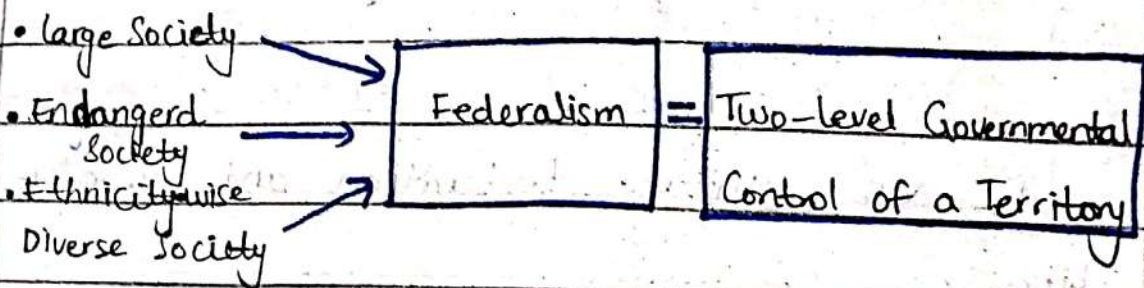 • Large Society
• Endangerd
Society
• Ethnicitywise
Diverse Society
Federalism
=
Two-level Governmental
Control of a Territory